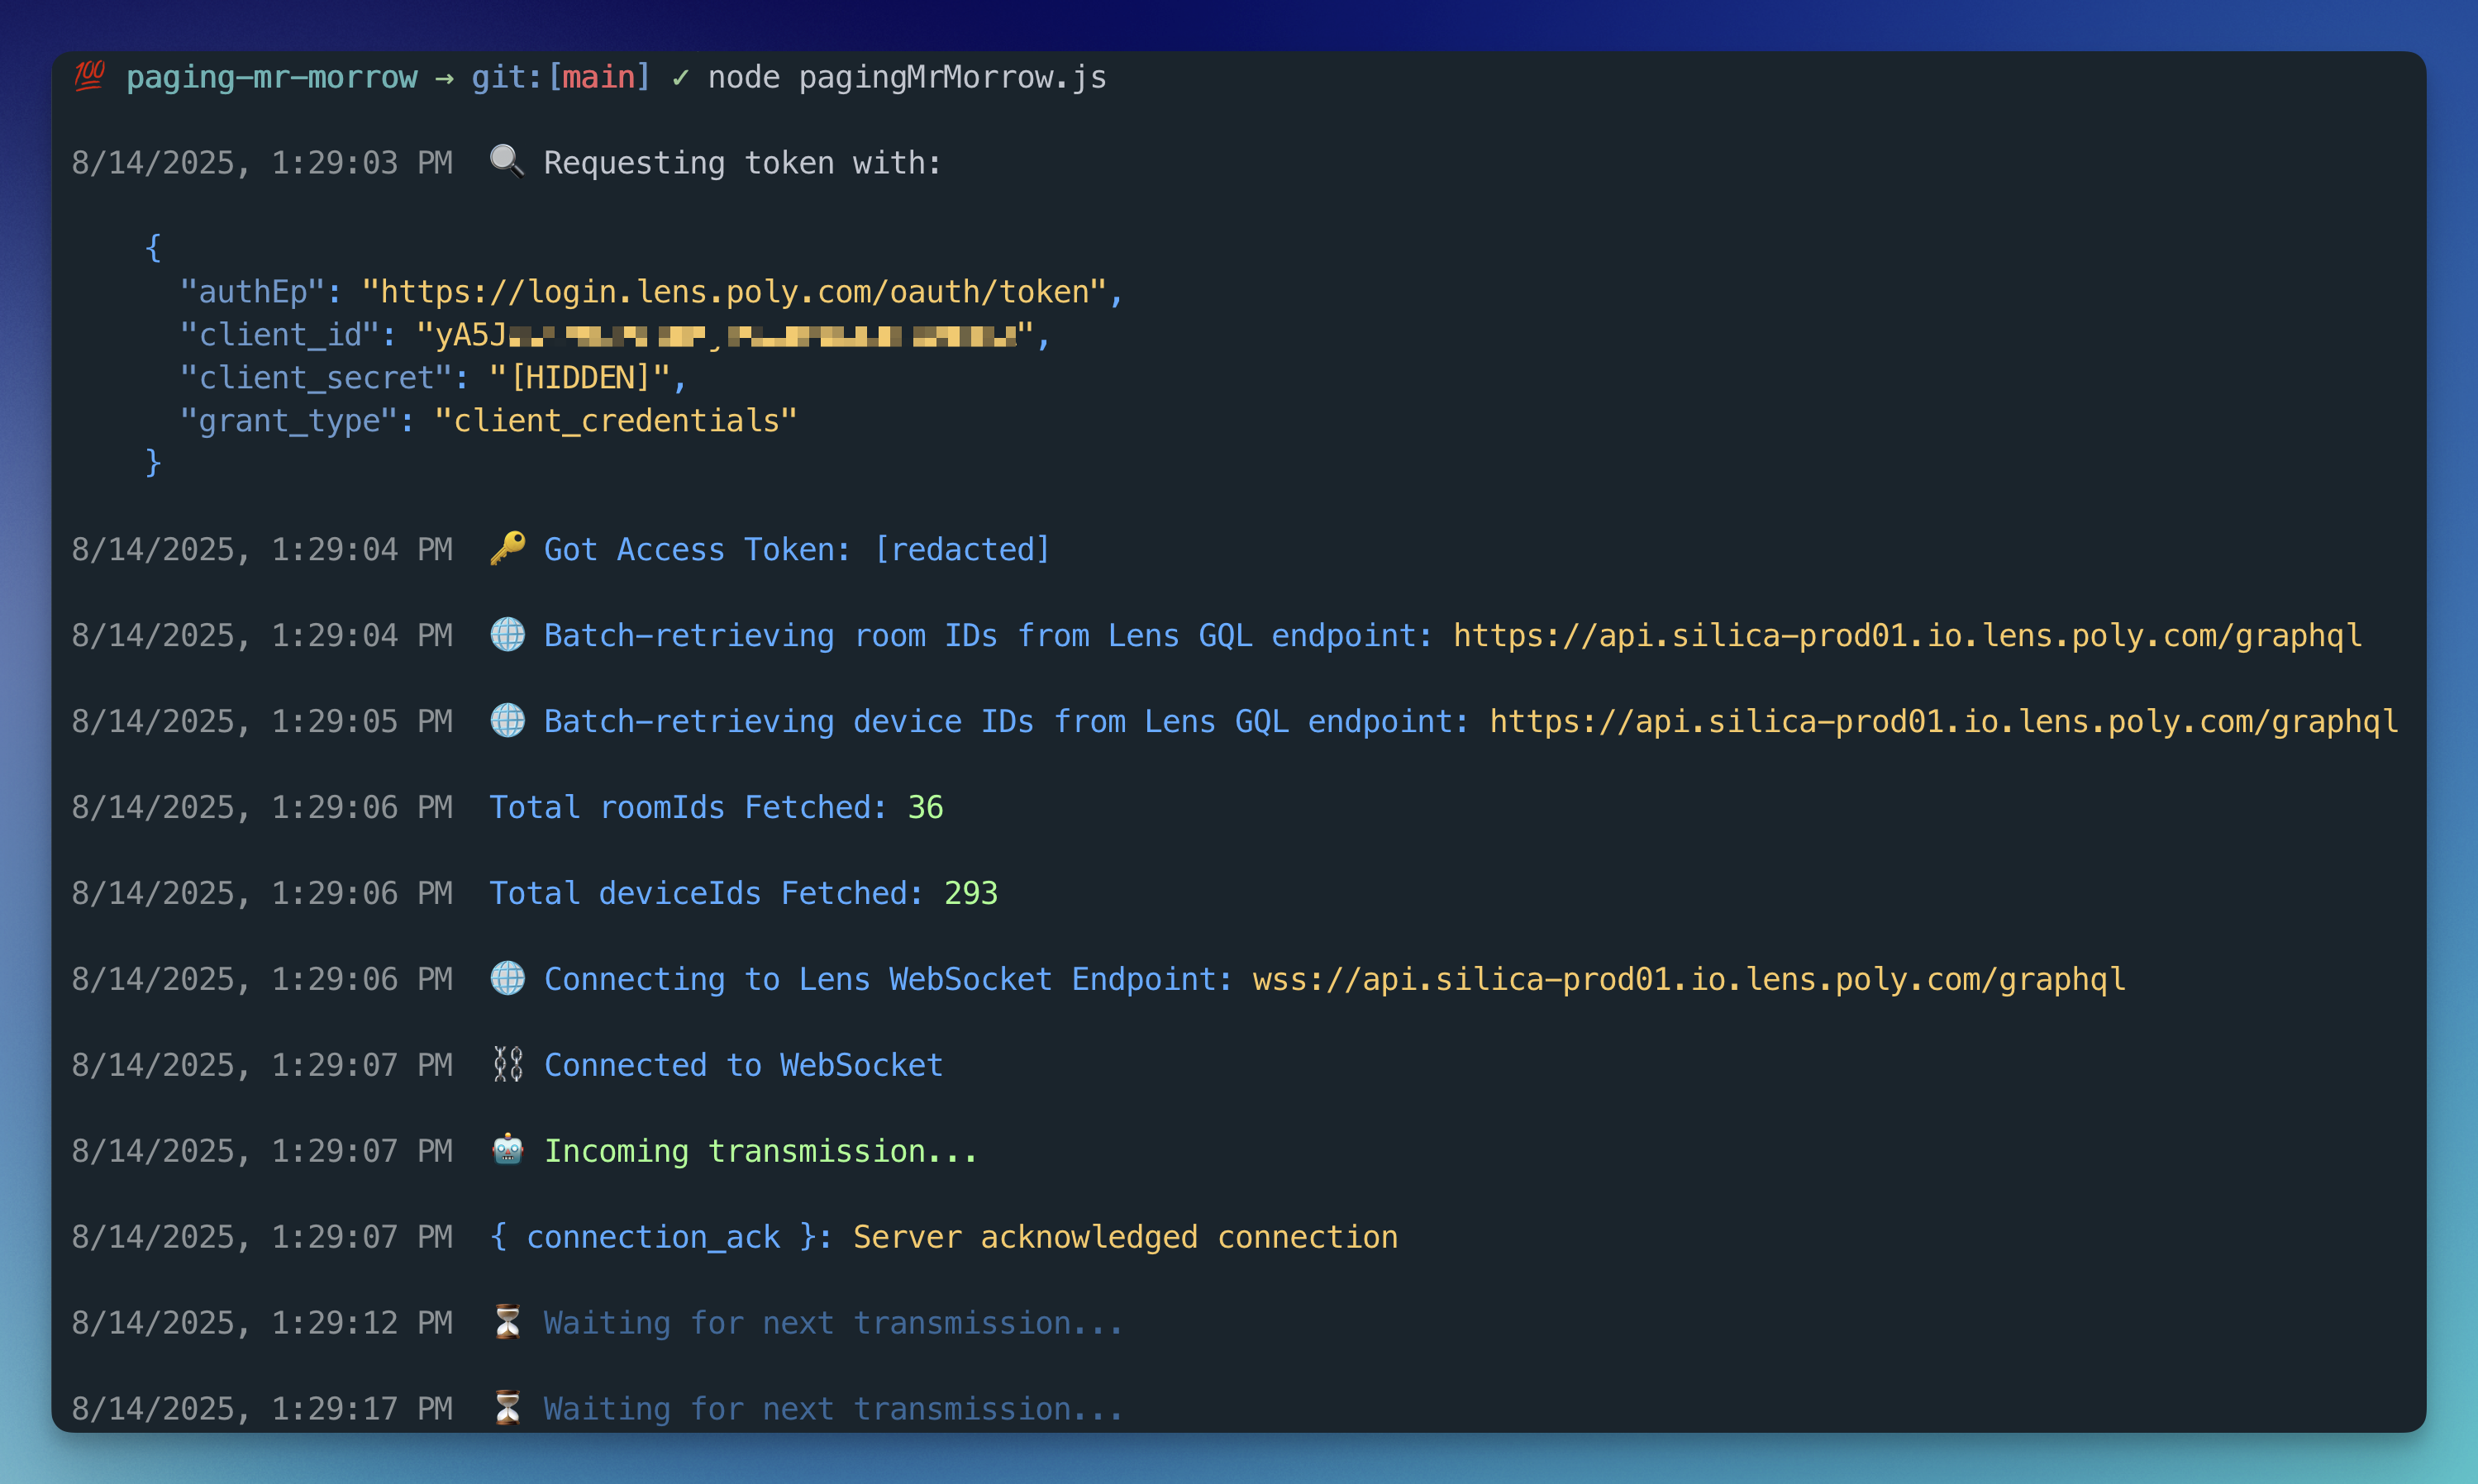 💯 paging-mr-morrow → git:[main] ✓ node pagingMrMorrow.js
8/14/2025, 1:29:03 PM 🔍 Requesting token with:
{
"authEp": "https://login.lens.poly.com/oauth/token",
"client_id": "yA5J",
"client_secret": "[HIDDEN]",
"grant_type": "client_credentials"
}
8/14/2025, 1:29:04 PM 🔑 Got Access Token: [redacted]
8/14/2025, 1:29:04 PM 🌐 Batch-retrieving room IDs from Lens GQL endpoint: https://api.silica-prod01.io.lens.poly.com/graphql
8/14/2025, 1:29:05 PM 🌐 Batch-retrieving device IDs from Lens GQL endpoint: https://api.silica-prod01.io.lens.poly.com/graphql
8/14/2025, 1:29:06 PM Total roomIds Fetched: 36
8/14/2025, 1:29:06 PM Total deviceIds Fetched: 293
8/14/2025, 1:29:06 PM 🌐 Connecting to Lens WebSocket Endpoint: wss://api.silica-prod01.io.lens.poly.com/graphql
8/14/2025, 1:29:07 PM ⛓ Connected to WebSocket
8/14/2025, 1:29:07 PM 🤖 Incoming transmission...
8/14/2025, 1:29:07 PM { connection_ack }: Server acknowledged connection
8/14/2025, 1:29:12 PM ⏳ Waiting for next transmission...
8/14/2025, 1:29:17 PM ⏳ Waiting for next transmission...